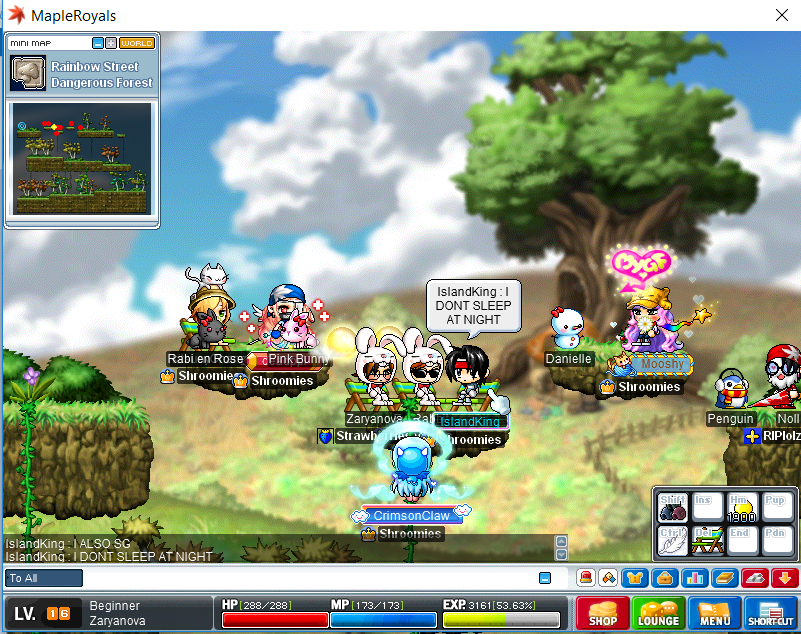 MapleRoyals
MINI MAP
WORLD
Rainbow Street
Dangerous Forest
MYGF
IslandKing : I
DONT SLEEP
AT NIGHT
Rabi en Rose
Pink Bunny
Danielle
Mooshy
Shroomies
Shroomies
Shroomies
Zaryanova
IslandKing
Penguin
Noll
Shroomies
RIPlolz
CrimsonClaw
Shroomies
Shift
Ins
Hm
Pup
1900
Ctrl
Del
End
Pdn
IslandKing : I ALSO SG
IslandKing : I DONT SLEEP AT NIGHT
To All
LV. 16
Beginner
Zaryanova
HP[288/288]
MP[173/173]
EXP 3161[53.63%]
SHOP
LOUNGE
MENU
SHORTCUT